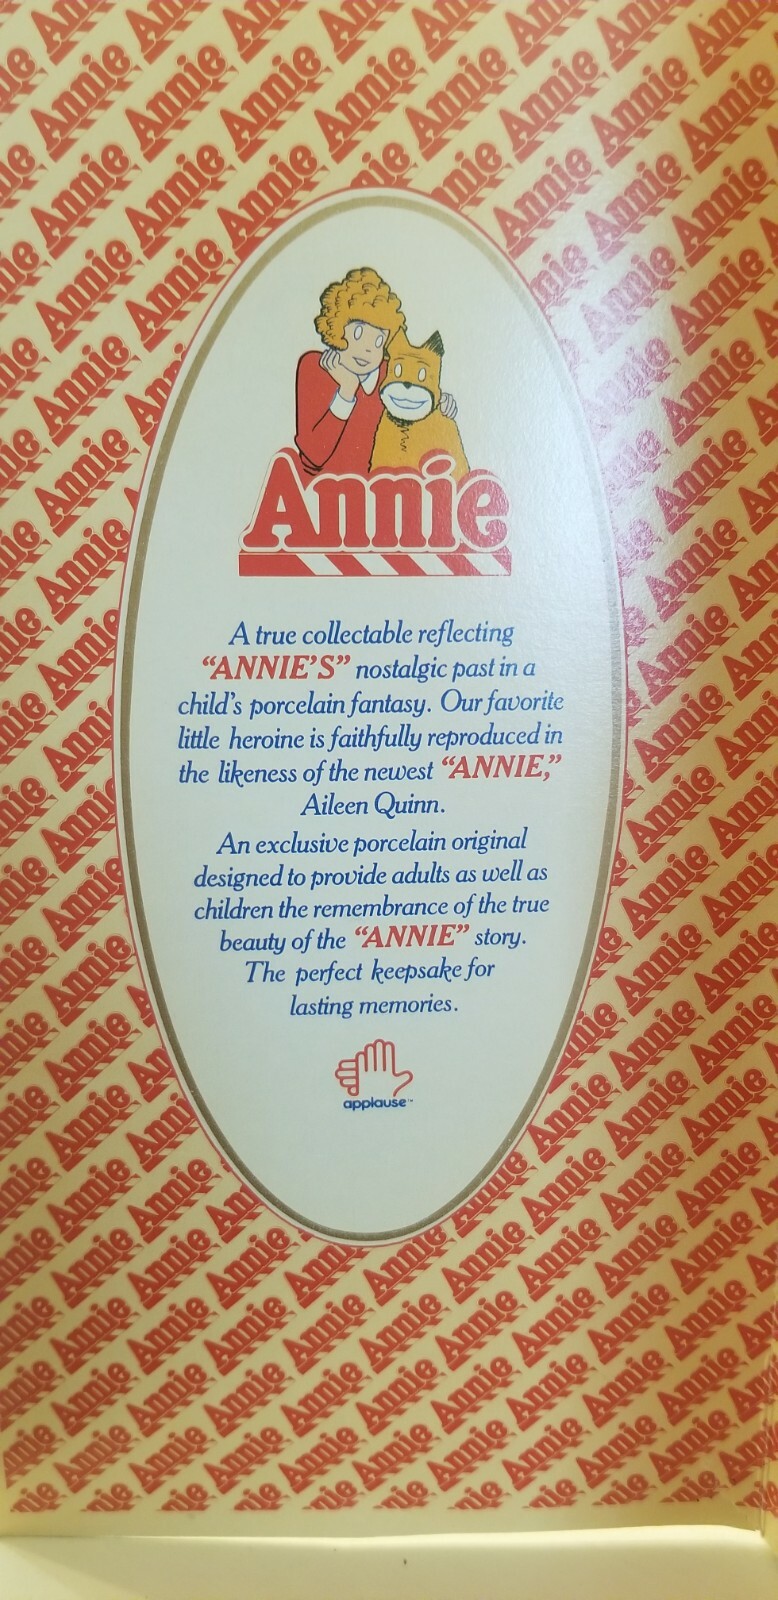 Annie
A true collectable reflecting
“ANNIE’S” nostalgic past in a
child’s porcelain fantasy. Our favorite
little heroine is faithfully reproduced in
the likeness of the newest “ANNIE,”
Aileen Quinn.
An exclusive porcelain original
designed to provide adults as well as
children the remembrance of the true
beauty of the “ANNIE” story.
The perfect keepsake for
lasting memories.
applause™